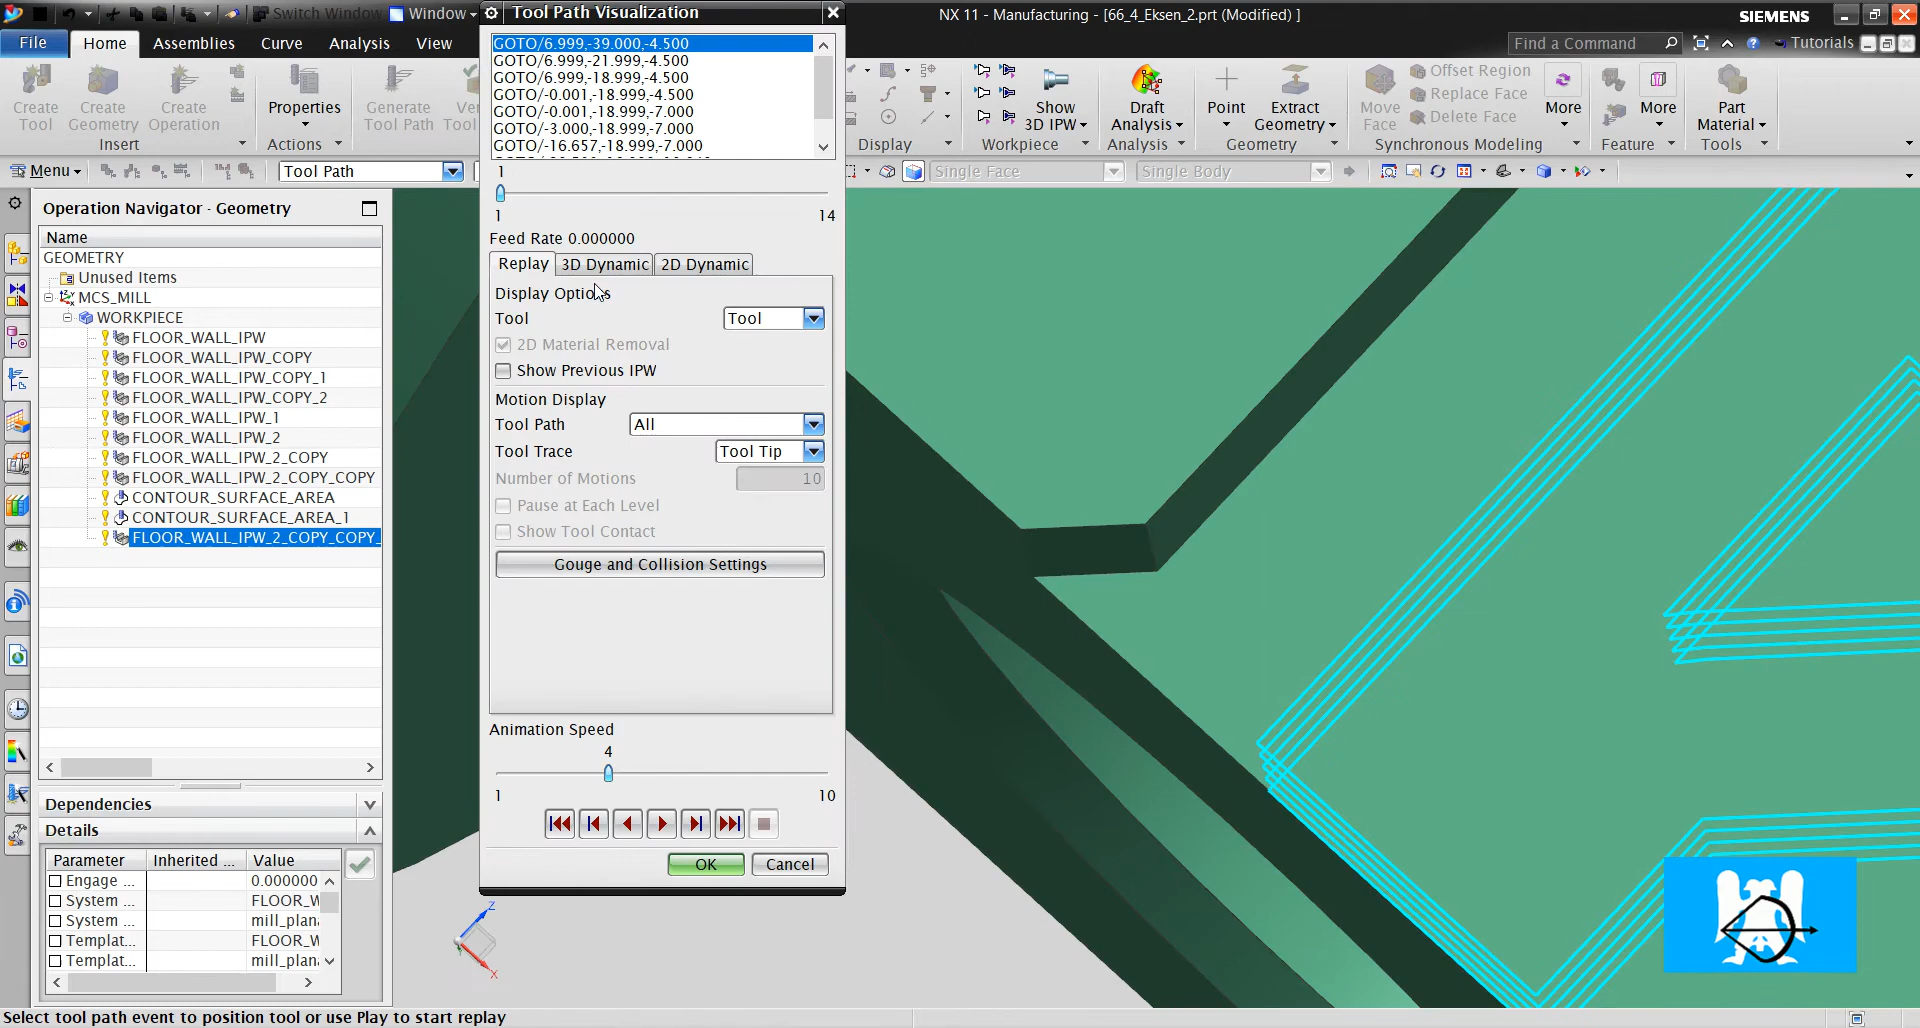 Switch Window
Window
Tool Path Visualization
NX 11 - Manufacturing - [66_4_Eksen_2.prt (Modified) ]
SIEMENS
File
Home
Assemblies
Curve
Analysis
View
Find a Command
Tutorials
Create
Tool
Create
Geometry
Create
Operation
Insert
Properties
Actions
Generate
Tool Path
Display
Show
3D IPW
Workpiece
Draft
Analysis
Analysis
Point
Extract
Geometry
Geometry
Move
Face
Offset Region
Replace Face
Delete Face
More
Synchronous Modeling
More
Feature
Part
Material
Tools
Menu
Tool Path
Single Face
Single Body
GOTO/6.999,-39.000,-4.500
GOTO/6.999,-21.999,-4.500
GOTO/6.999,-18.999,-4.500
GOTO/-0.001,-18.999,-4.500
GOTO/-0.001,-18.999,-7.000
GOTO/-3.000,-18.999,-7.000
GOTO/-16.657,-18.999,-7.000
1
1
14
Feed Rate 0.000000
Replay
3D Dynamic
2D Dynamic
Display Options
Tool
Tool
2D Material Removal
Show Previous IPW
Motion Display
Tool Path
All
Tool Trace
Tool Tip
Number of Motions
10
Pause at Each Level
Show Tool Contact
Gouge and Collision Settings
Animation Speed
4
1
10
OK
Cancel
Operation Navigator - Geometry
Name
GEOMETRY
Unused Items
MCS_MILL
WORKPIECE
FLOOR_WALL_IPW
FLOOR_WALL_IPW_COPY
FLOOR_WALL_IPW_COPY_1
FLOOR_WALL_IPW_COPY_2
FLOOR_WALL_IPW_1
FLOOR_WALL_IPW_2
FLOOR_WALL_IPW_2_COPY
FLOOR_WALL_IPW_2_COPY_COPY
CONTOUR_SURFACE_AREA
CONTOUR_SURFACE_AREA_1
FLOOR_WALL_IPW_2_COPY_COPY_
Dependencies
Details
Parameter
Inherited ...
Value
Engage ...
0.000000
System ...
FLOOR_W
System ...
mill_plan
Templat...
FLOOR_W
Templat...
mill_plan
Z
X
Select tool path event to position tool or use Play to start replay